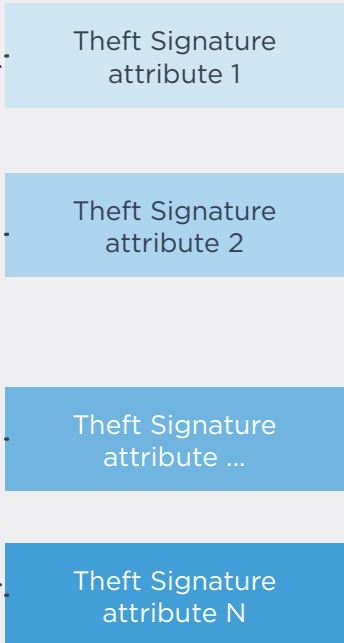 Theft Signature
attribute 1
Theft Signature
attribute 2
Theft Signature
attribute ...
Theft Signature
attribute N